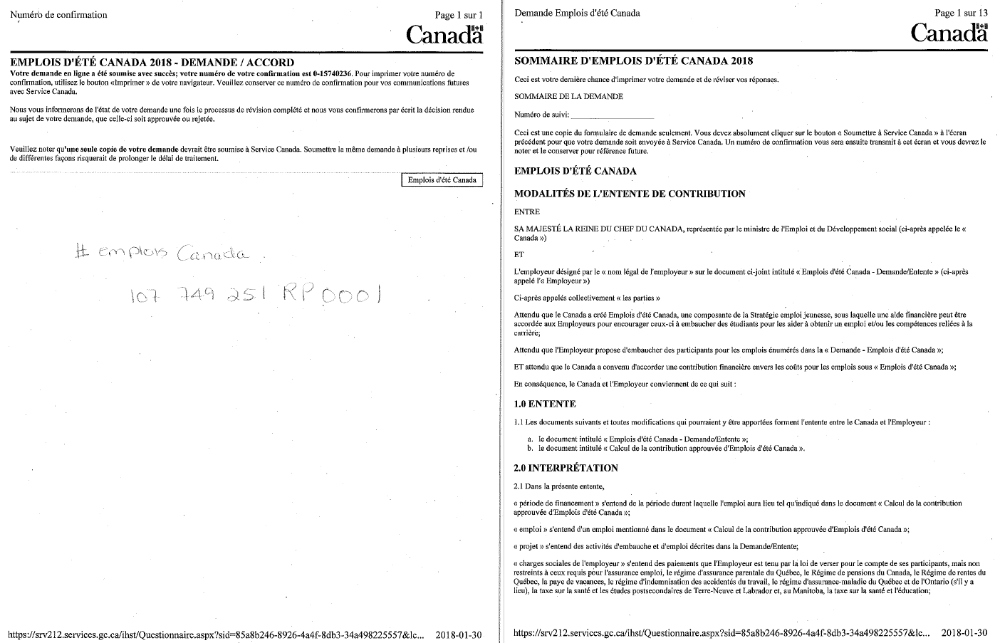 Numéro de confirmation
Page 1 sur 1
Canada
EMPLOIS D'ÉTÉ CANADA 2018 - DEMANDE / ACCORD
Votre demande en ligne a été soumise avec succès; votre numéro de votre confirmation est 0-15740236. Pour imprimer votre numéro de
confirmation, utilisez le bouton «Imprimer » de votre navigateur. Veuillez conserver ce numéro de confirmation pour vos communications futures
avec Service Canada.
Nous vous informerons de l'état de votre demande une fois le processus de révision complété et nous vous confirmerons par écrit la décision rendue
au sujet de votre demande, que celle-ci soit approuvée ou rejetée.
Veuillez noter qu'une seule copie de votre demande devrait être soumise à Service Canada. Soumettre la même demande à plusieurs reprises et /ou
de différentes façons risquerait de prolonger le délai de traitement.
Emplois d'été Canada
# emplois Canada
107 749 251 RP0001
https://srv212.services.gc.ca/ihst/Questionnaire.aspx?sid=85a8b246-8926-4a4f-8db3-34a498225557&lc... 2018-01-30
Demande Emplois d'été Canada
Page 1 sur 13
Canada
SOMMAIRE D'EMPLOIS D'ÉTÉ CANADA 2018
Ceci est votre dernière chance d'imprimer votre demande et de réviser vos réponses.
SOMMAIRE DE LA DEMANDE
Numéro de suivi:
Ceci est une copie du formulaire de demande seulement. Vous devez absolument cliquer sur le bouton « Soumettre à Service Canada » à l'écran
précédent pour que votre demande soit envoyée à Service Canada. Un numéro de confirmation vous sera ensuite transmit à cet écran et vous devrez le
noter et le conserver pour référence future.
EMPLOIS D'ÉTÉ CANADA
MODALITÉS DE L'ENTENTE DE CONTRIBUTION
ENTRE
SA MAJESTÉ LA REINE DU CHEF DU CANADA, représentée par le ministre de l'Emploi et du Développement social (ci-après appelée le «
Canada »)
ET
L'employeur désigné par le « nom légal de l'employeur » sur le document ci-joint intitulé « Emplois d'été Canada - Demande/Entente » (ci-après
appelé l'« Employeur »)
Ci-après appelés collectivement « les parties »
Attendu que le Canada a créé Emplois d'été Canada, une composante de la Stratégie emploi jeunesse, sous laquelle une aide financière peut être
accordée aux Employeurs pour encourager ceux-ci à embaucher des étudiants pour les aider à obtenir un emploi et/ou les compétences reliées à la
carrière;
Attendu que l'Employeur propose d'embaucher des participants pour les emplois énumérés dans la « Demande - Emplois d'été Canada »;
ET attendu que le Canada a convenu d'accorder une contribution financière envers les coûts pour les emplois sous « Emplois d'été Canada »;
En conséquence, le Canada et l'Employeur conviennent de ce qui suit :
1.0 ENTENTE
1.1 Les documents suivants et toutes modifications qui pourraient y être apportées forment l'entente entre le Canada et l'Employeur :
a. le document intitulé « Emplois d'été Canada - Demande/Entente »;
b. le document intitulé « Calcul de la contribution approuvée d'Emplois d'été Canada ».
2.0 INTERPRÉTATION
2.1 Dans la présente entente,
« période de financement » s'entend de la période durant laquelle l'emploi aura lieu tel qu'indiqué dans le document « Calcul de la contribution
approuvée d'Emplois d'été Canada »;
« emploi » s'entend d'un emploi mentionné dans le document « Calcul de la contribution approuvée d'Emplois d'été Canada »;
« projet » s'entend des activités d'embauche et d'emploi décrites dans la Demande/Entente;
« charges sociales de l'employeur » s'entend des paiements que l'Employeur est tenu par la loi de verser pour le compte de ses participants, mais non
restreints à ceux requis pour l'assurance emploi, le régime d'assurance parentale du Québec, le Régime de pensions du Canada, le Régime de rentes du
Québec, la paye de vacances, le régime d'indemnisation des accidentés du travail, le régime d'assurance-maladie du Québec et de l'Ontario (s'il y a
lieu), la taxe sur la santé et les études postsecondaires de Terre-Neuve et Labrador et, au Manitoba, la taxe sur la santé et l'éducation;
https://srv212.services.gc.ca/ihst/Questionnaire.aspx?sid=85a8b246-8926-4a4f-8db3-34a498225557&lc... 2018-01-30